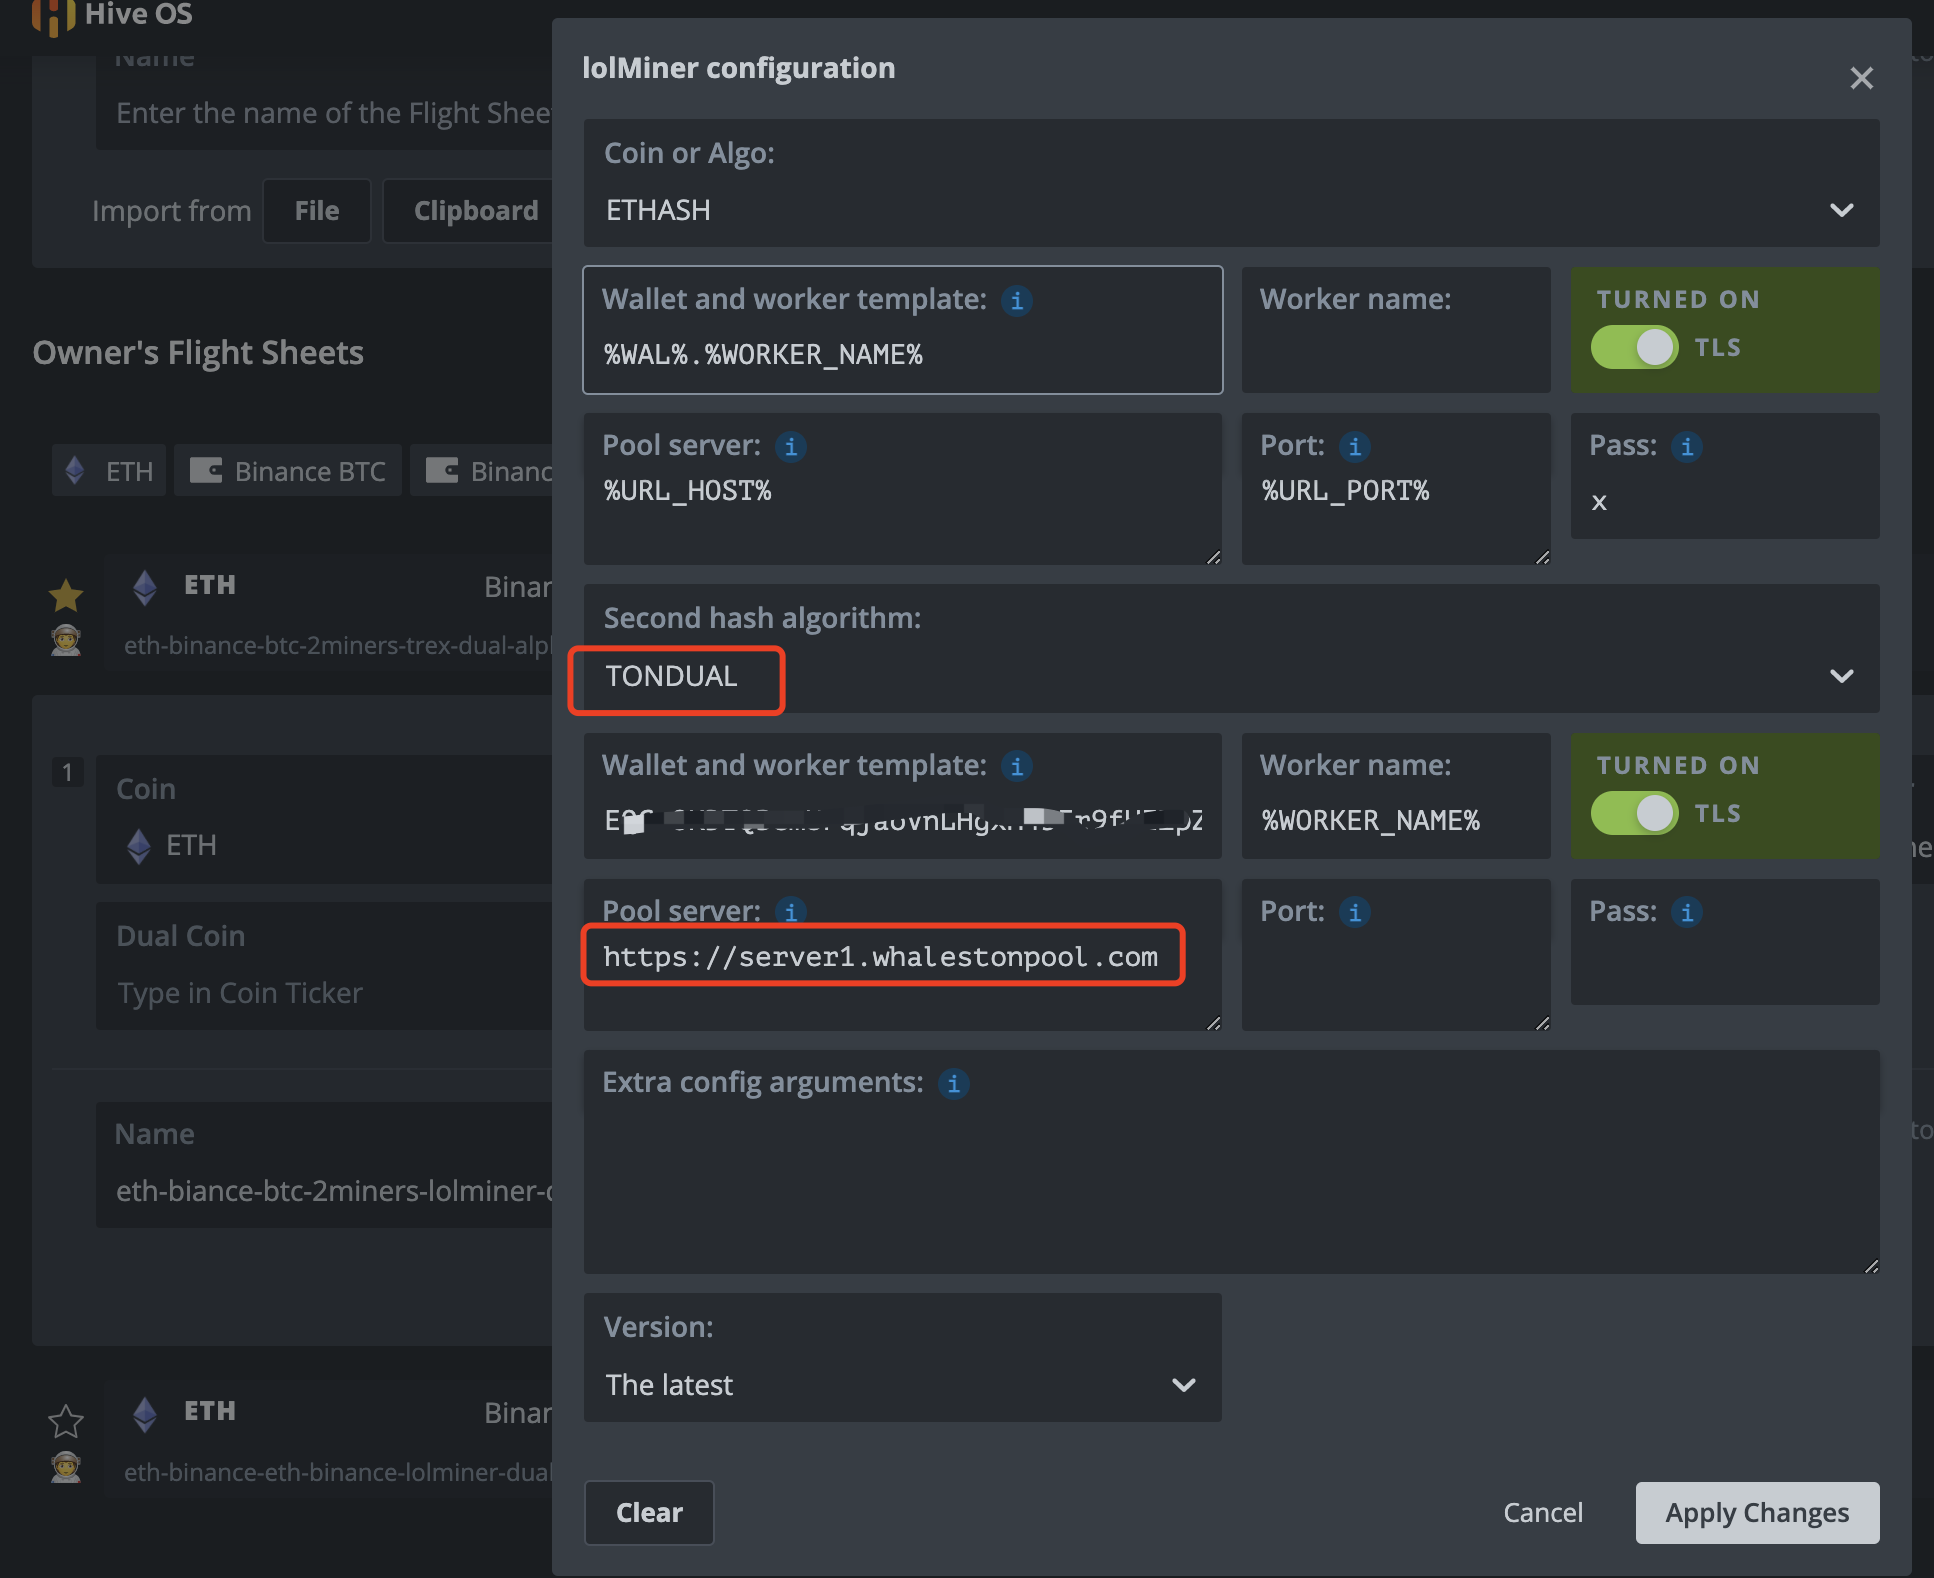 Hive OS
Name
Enter the name of the Flight Shee
Import from
File
Clipboard
Owner's Flight Sheets
ETH
Binance BTC
Binanc
ETH
Binan
eth-binance-btc-2miners-trex-dual-alp
1
Coin
ETH
Dual Coin
Type in Coin Ticker
Name
eth-biance-btc-2miners-lolminer-
ETH
Binan
eth-binance-eth-binance-lolminer-dual
lolMiner configuration
Coin or Algo:
ETHASH
Wallet and worker template:
%WAL%.%WORKER_NAME%
Worker name:
TURNED ON
TLS
Pool server:
%URL_HOST%
Port:
%URL_PORT%
Pass:
x
Second hash algorithm:
TONDUAL
Wallet and worker template:
Worker name:
%WORKER_NAME%
TURNED ON
TLS
Pool server:
https://server1.whalestonpool.com
Port:
Pass:
Extra config arguments:
Version:
The latest
Clear
Cancel
Apply Changes